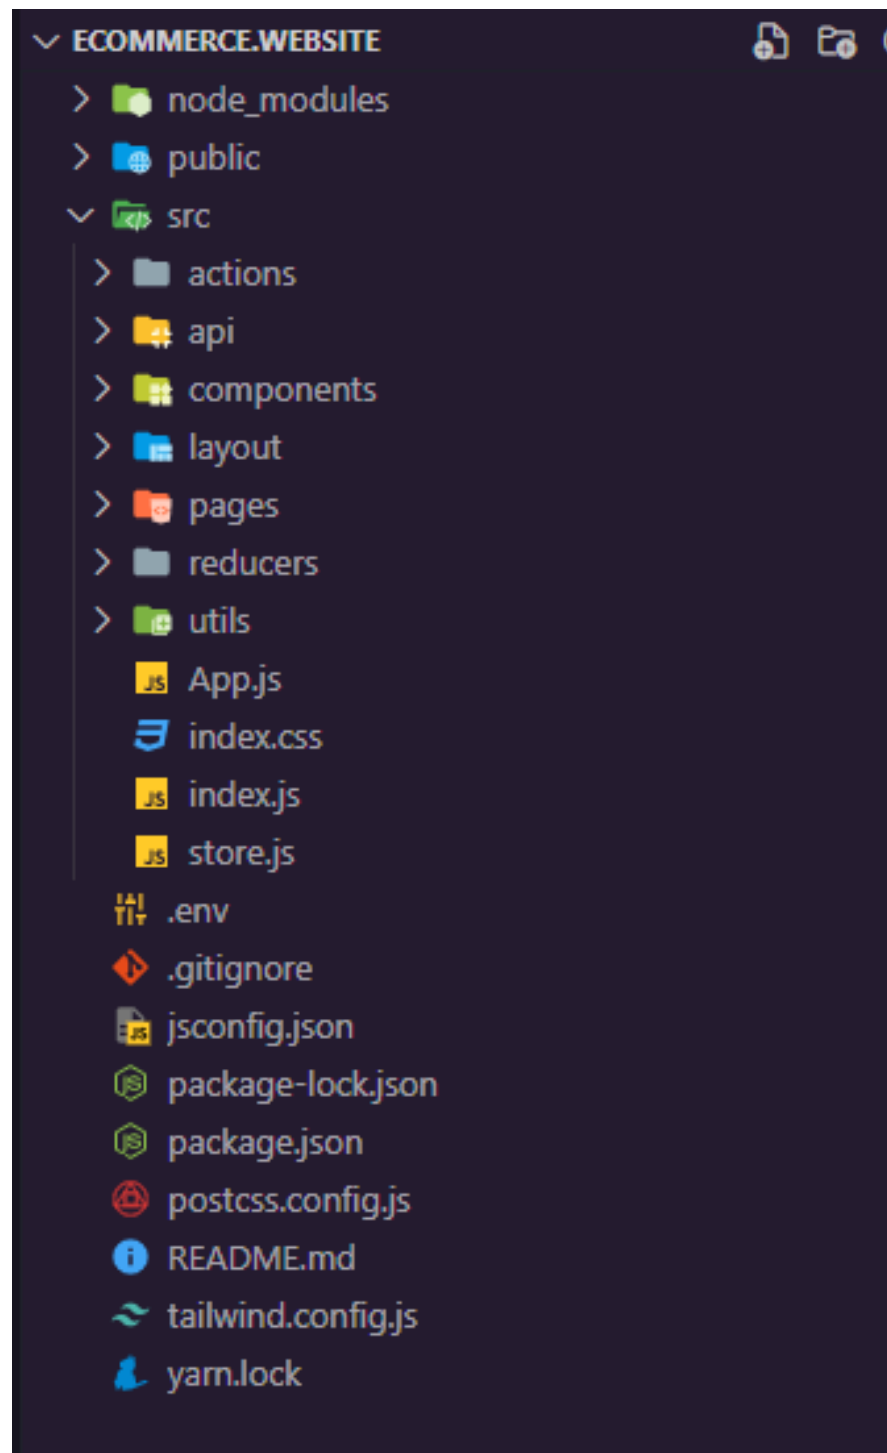 ECOMMERCE.WEBSITE
node_modules
public
src
actions
api
components
layout
pages
reducers
utils
App.js
index.css
index.js
store.js
.env
.gitignore
jsconfig.json
package-lock.json
package.json
postcss.config.js
README.md
tailwind.config.js
yarn.lock